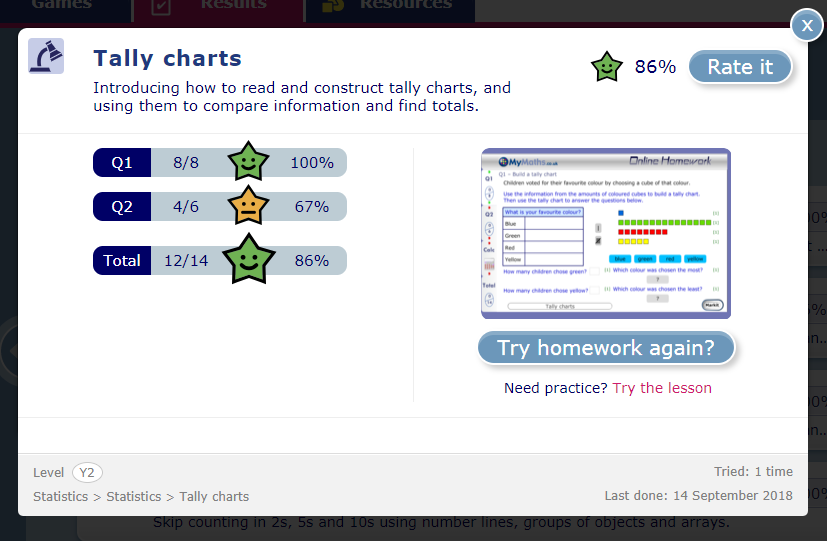 Games
Results
Resources
X
Tally charts
Introducing how to read and construct tally charts, and
using them to compare information and find totals.
86%
Rate it
Q1 8/8 100%
Q2 4/6 67%
Total 12/14 86%
MyMaths.co.uk
Online Homework
Q1 - Build a tally chart
Children voted for their favourite colour by choosing a cube of that colour.
Use the information from the amounts of coloured cubes to build a tally chart.
Then use the tally chart to answer the questions below.
Q1
Q2
Calc
Total
What is your favourite colour?
Blue
Green
Red
Yellow
blue green red yellow
How many children chose green?
Which colour was chosen the most?
?
How many children chose yellow?
Which colour was chosen the least?
?
Tally charts
Markit
Try homework again?
Need practice? Try the lesson
Level Y2
Tried: 1 time
Statistics > Statistics > Tally charts
Last done: 14 September 2018
Skip counting in 2s, 5s and 10s using number lines, groups of objects and arrays.